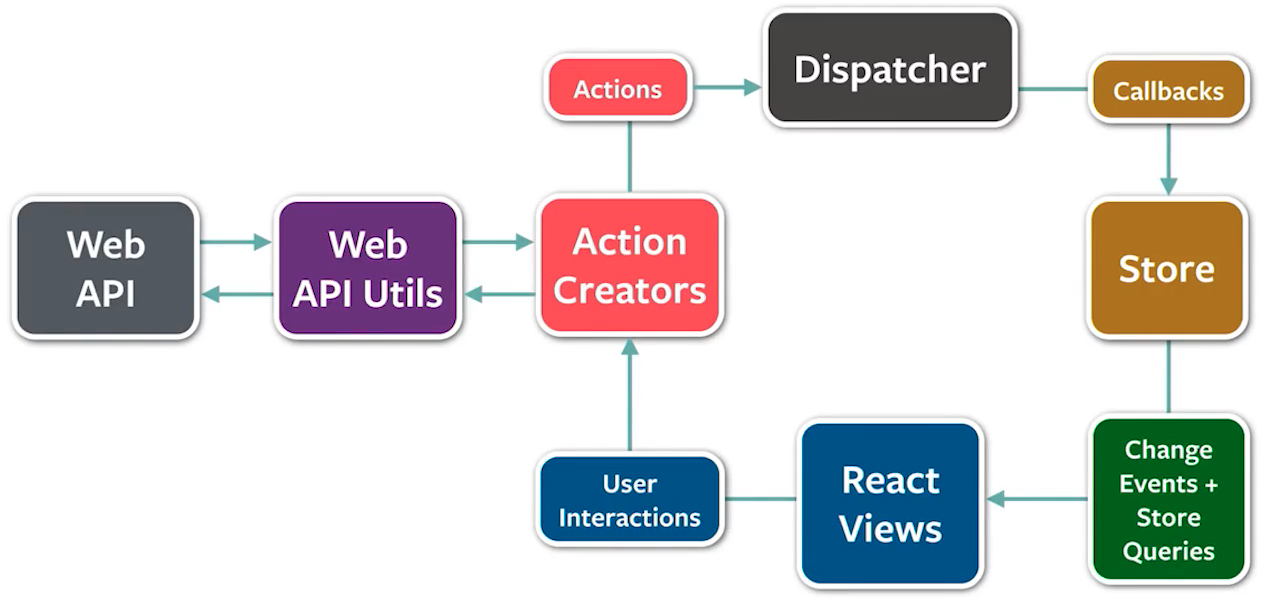 Dispatcher
Actions
Callbacks
Web
API
Web
API Utils
Action
Creators
Store
User
Interactions
React
Views
Change
Events +
Store
Queries